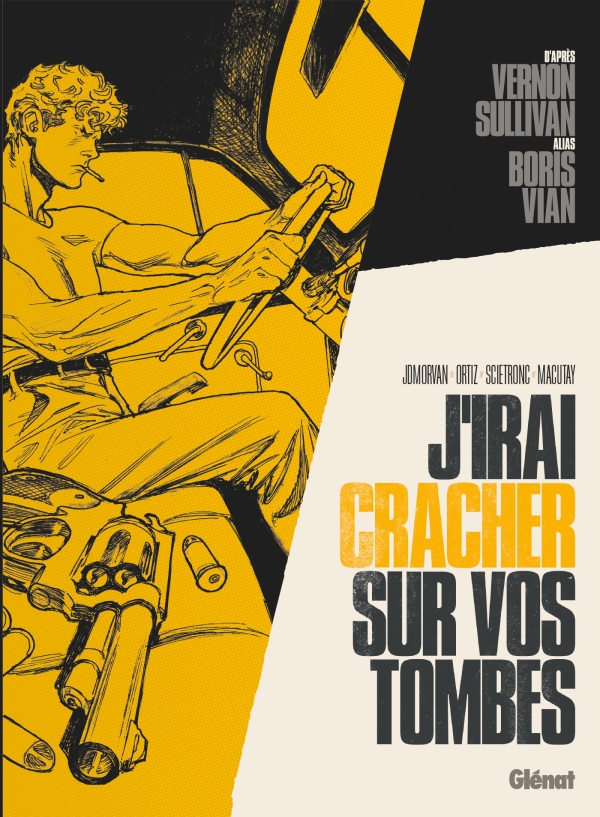 D'APRÈS
VERNON
SULLIVAN
ALIAS
BORIS
VIAN
JDMORVAN ORTIZ SCIETRONC MACUTAY
J'IRAI
CRACHER
SUR VOS
TOMBES
Glénat